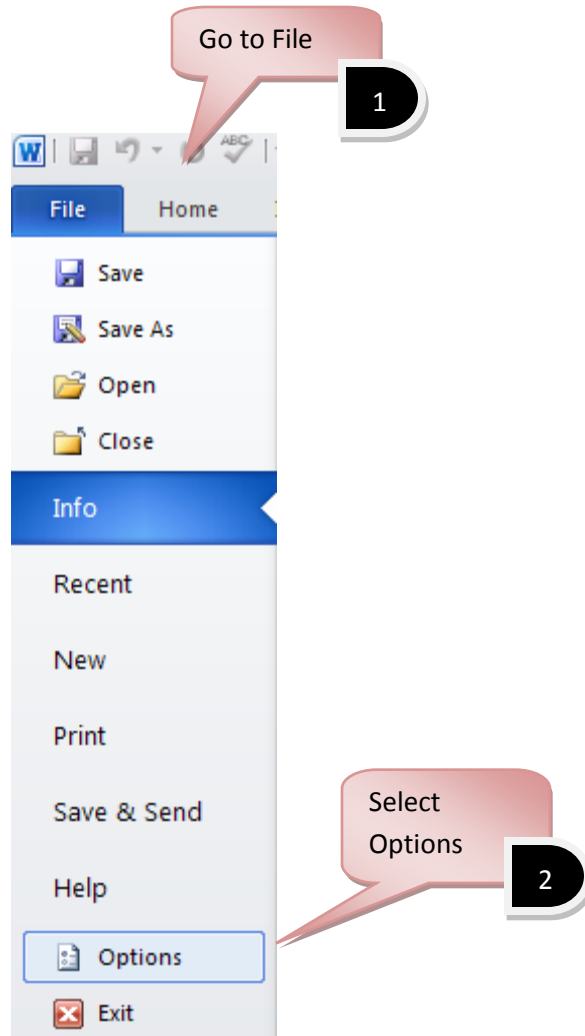 Go to File
1
W
ABC
File Home
Save
Save As
Open
Close
Info
Recent
New
Print
Save & Send
Select
Options
2
Help
Options
Exit